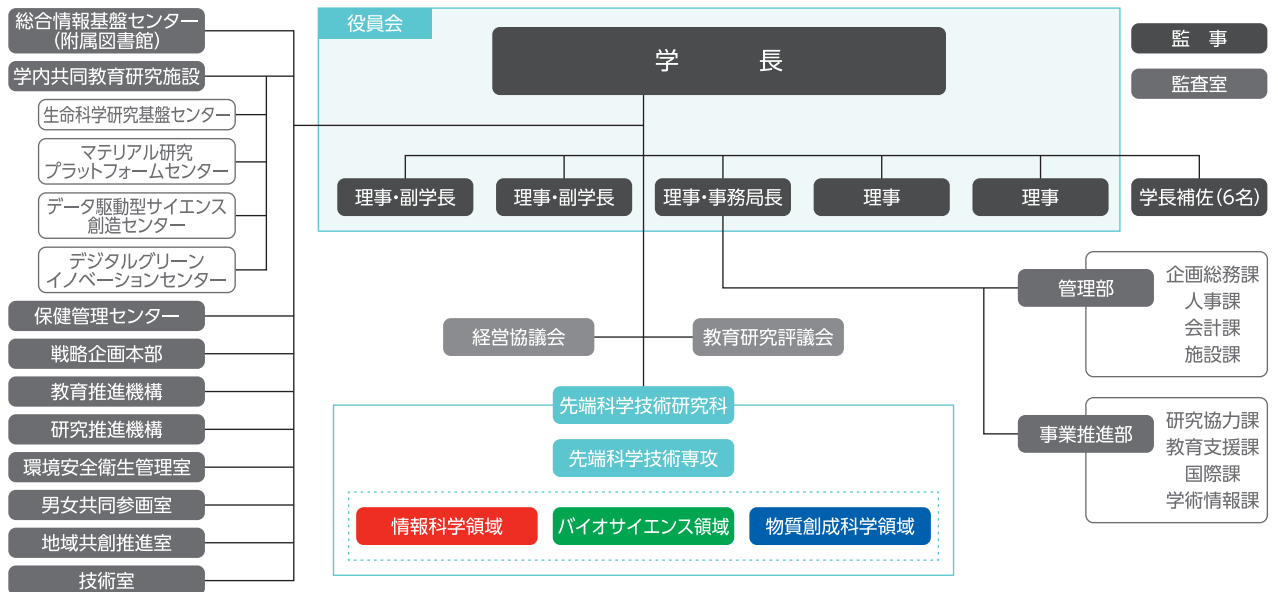 総合情報基盤センター
(附属図書館)
学内共同教育研究施設
生命科学研究基盤センター
マテリアル研究
プラットフォームセンター
データ駆動型サイエンス
創造センター
デジタルグリーン
イノベーションセンター
保健管理センター
戦略企画本部
教育推進機構
研究推進機構
環境安全衛生管理室
男女共同参画室
地域共創推進室
技術室
役員会
学　長
理事・副学長
理事・副学長
理事・事務局長
理事
理事
学長補佐(6名)
監　事
監査室
経営協議会
教育研究評議会
先端科学技術研究科
先端科学技術専攻
情報科学領域
バイオサイエンス領域
物質創成科学領域
管理部
企画総務課
人事課
会計課
施設課
事業推進部
研究協力課
教育支援課
国際課
学術情報課